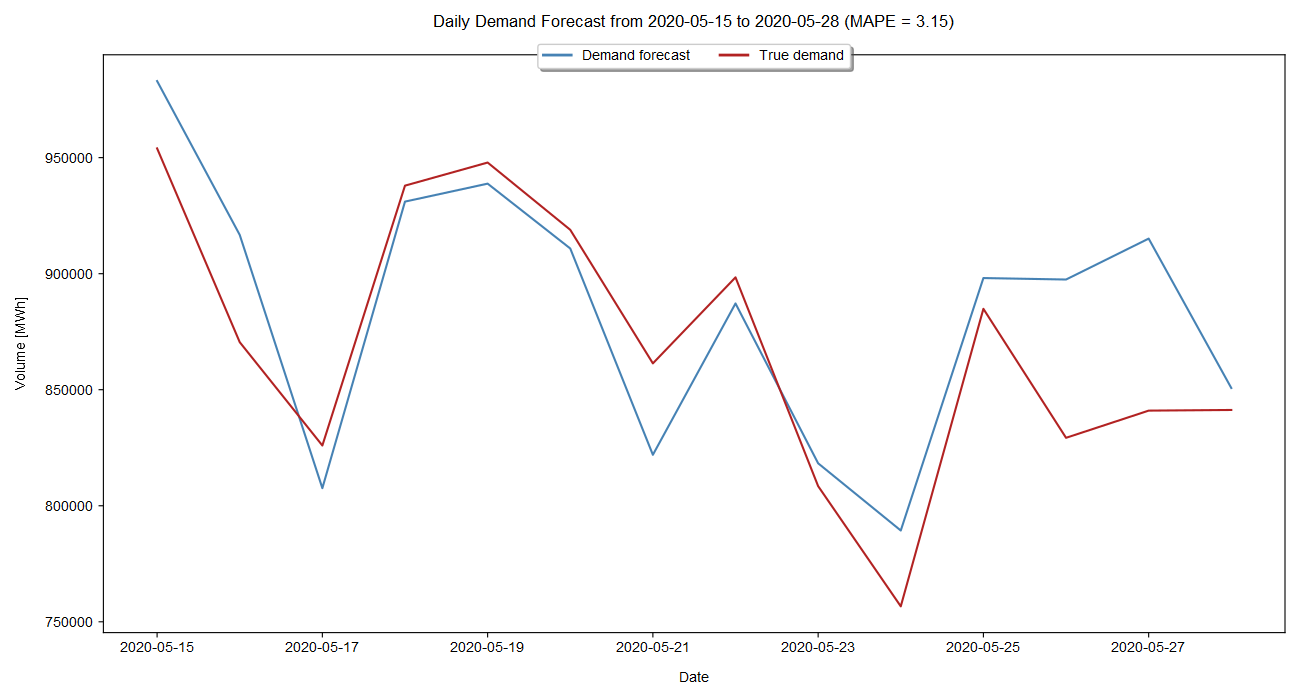 Daily Demand Forecast from 2020-05-15 to 2020-05-28 (MAPE = 3.15)
Demand forecast True demand
950000
900000
850000
800000
750000
Volume [MWh]
2020-05-15 2020-05-17 2020-05-19 2020-05-21 2020-05-23 2020-05-25 2020-05-27
Date